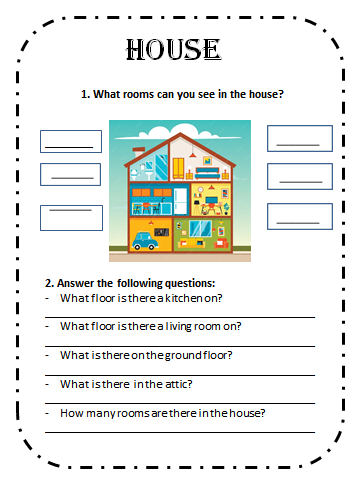 HOUSE
1. What rooms can you see in the house?
2. Answer the following questions:
- What floor is there a kitchen on?
- What floor is there a living room on?
- What is there on the ground floor?
- What is there in the attic?
- How many rooms are there in the house?